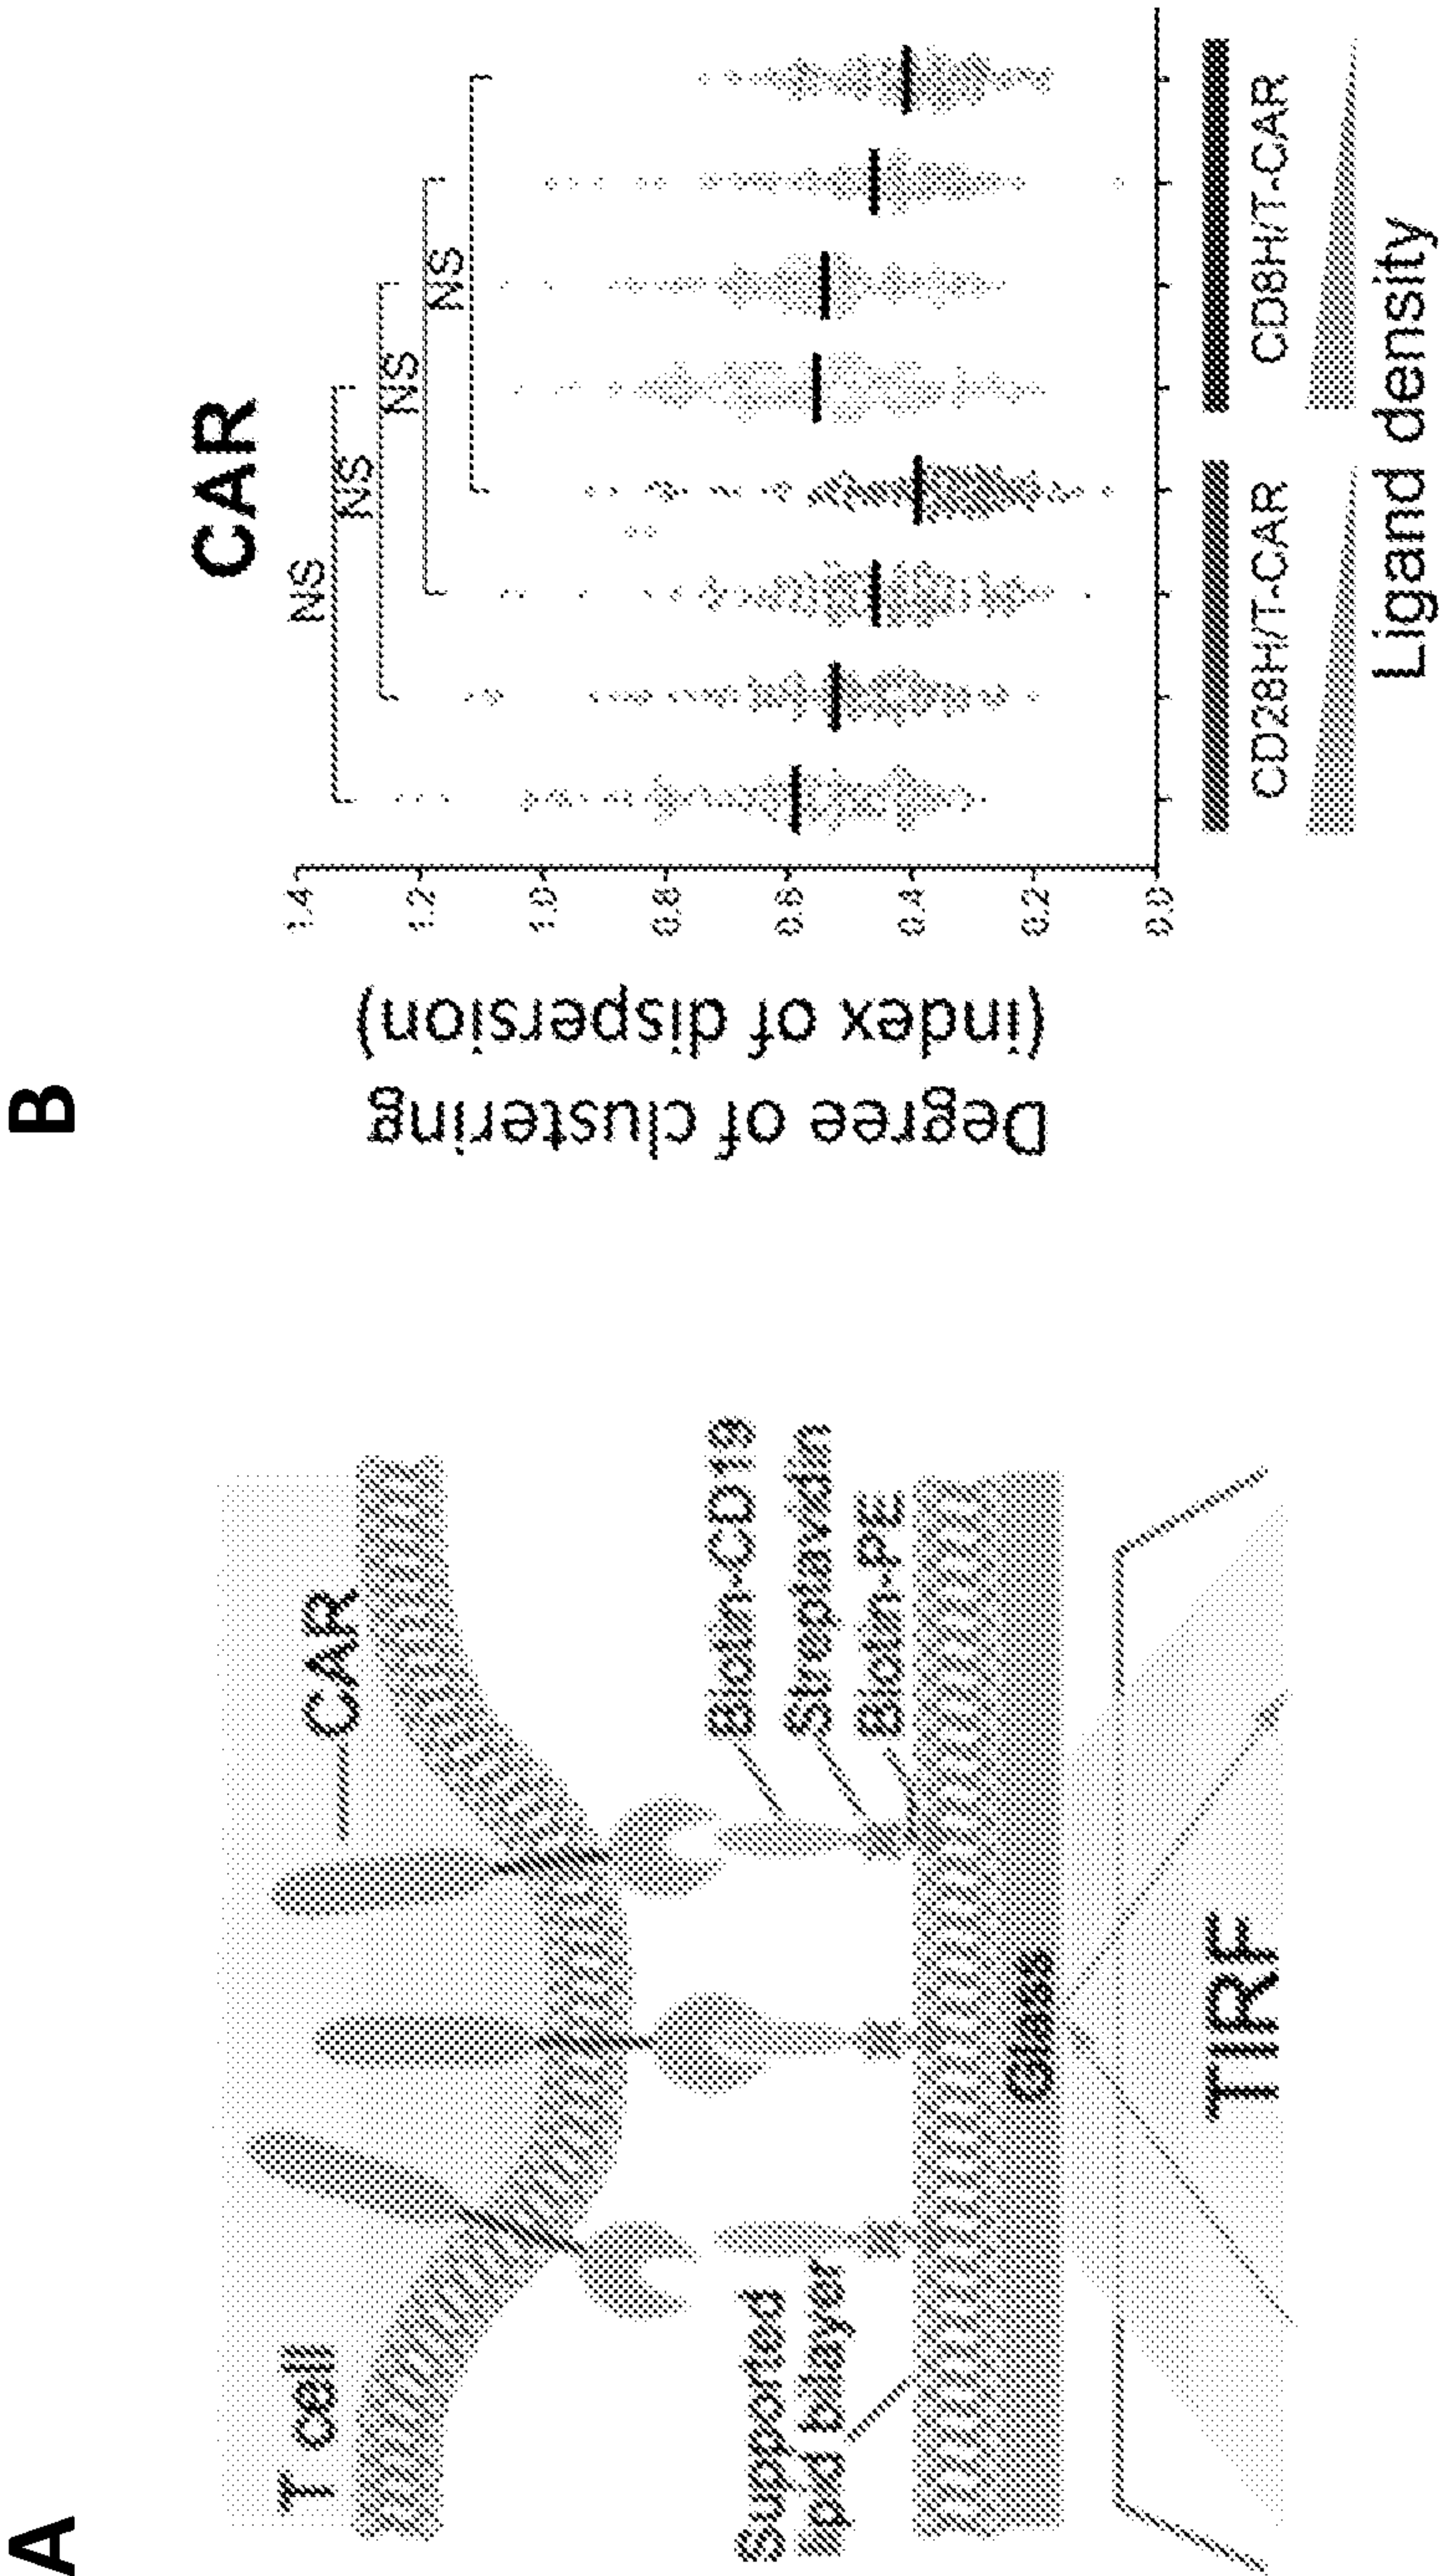 A
T cell
CAR
Biotin-CD19
Streptavidin
Biotin-PE
Supported
lipid bilayer
Glass
TIRF
B
CAR
NS
NS
NS
NS
Degree of clustering
(index of dispersion)
1.4
1.2
1.0
0.8
0.6
0.4
0.2
0.0
CD28H/T-CAR
CD8H/T-CAR
Ligand density